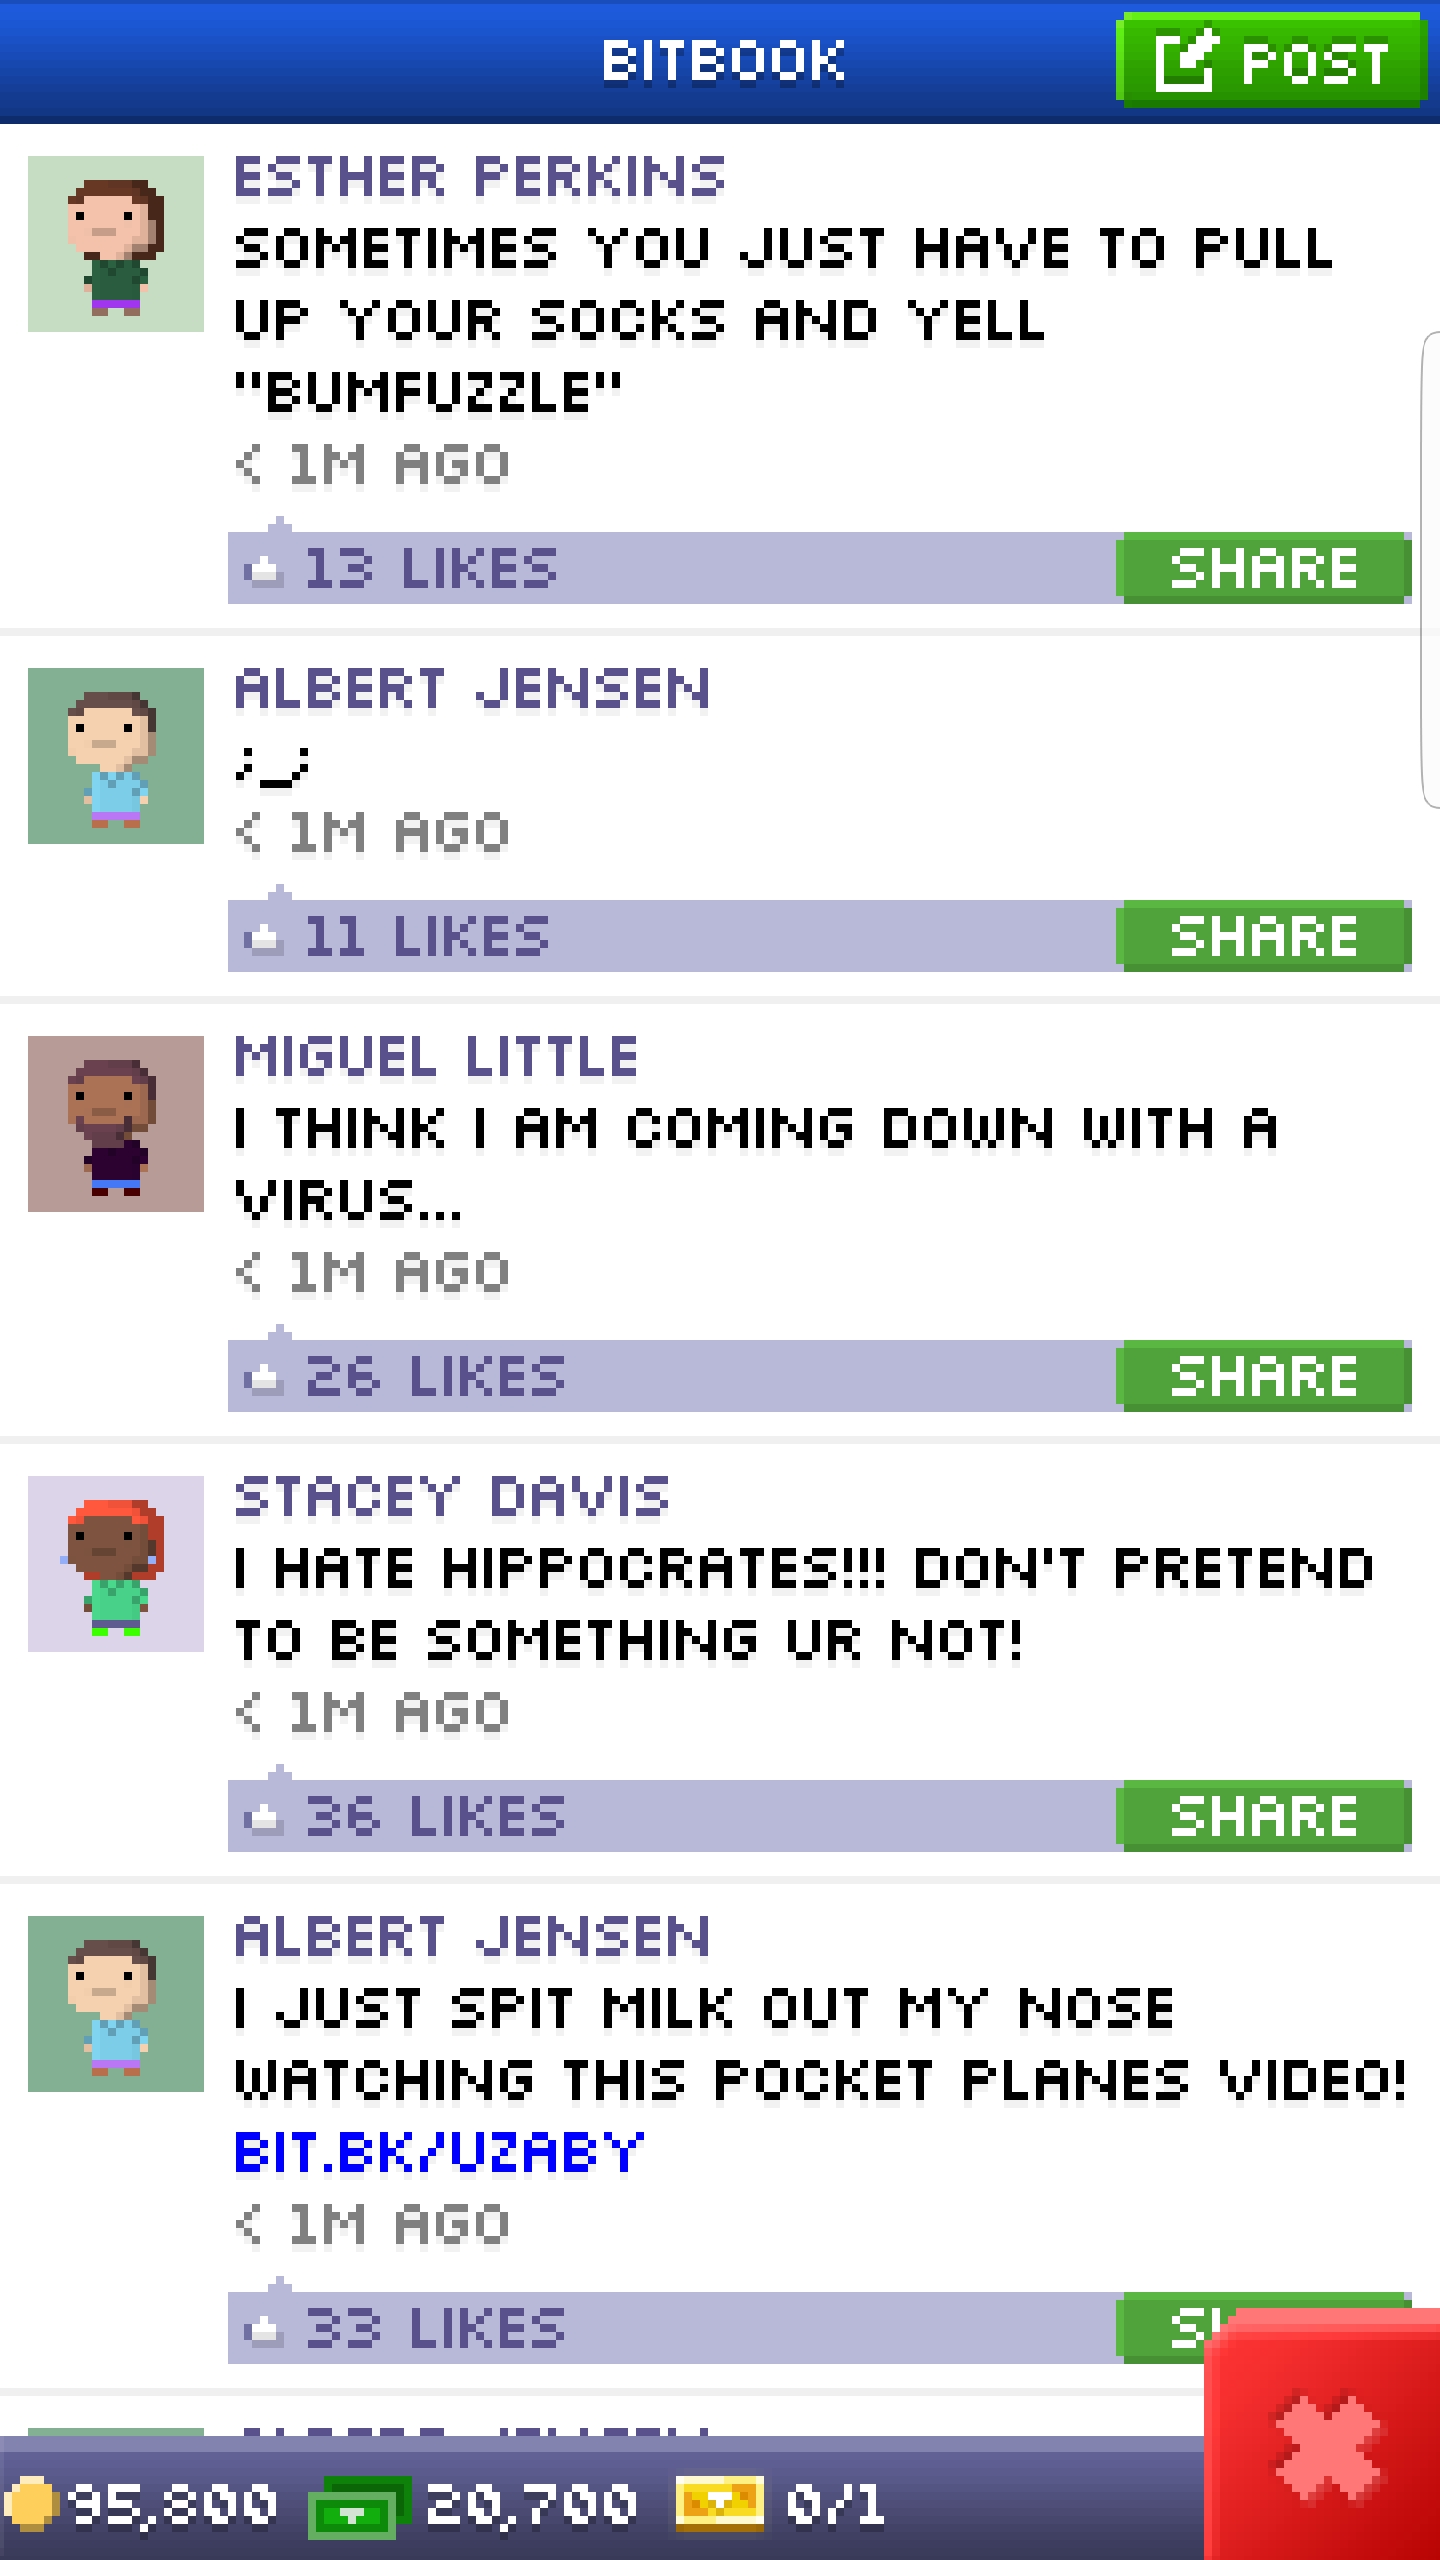 BITBOOK
POST
ESTHER PERKINS
SOMETIMES YOU JUST HAVE TO PULL
UP YOUR SOCKS AND YELL
"BUMFUZZLE"
< 1M AGO
13 LIKES
SHARE
ALBERT JENSEN
;_;
< 1M AGO
11 LIKES
SHARE
MIGUEL LITTLE
I THINK I AM COMING DOWN WITH A
VIRUS...
< 1M AGO
26 LIKES
SHARE
STACEY DAVIS
I HATE HIPPOCRATES!!! DON'T PRETEND
TO BE SOMETHING UR NOT!
< 1M AGO
36 LIKES
SHARE
ALBERT JENSEN
I JUST SPIT MILK OUT MY NOSE
WATCHING THIS POCKET PLANES VIDEO!
BIT.BK/UZABY
< 1M AGO
33 LIKES
ALBERT JENSEN
95,800
20,700
0/1